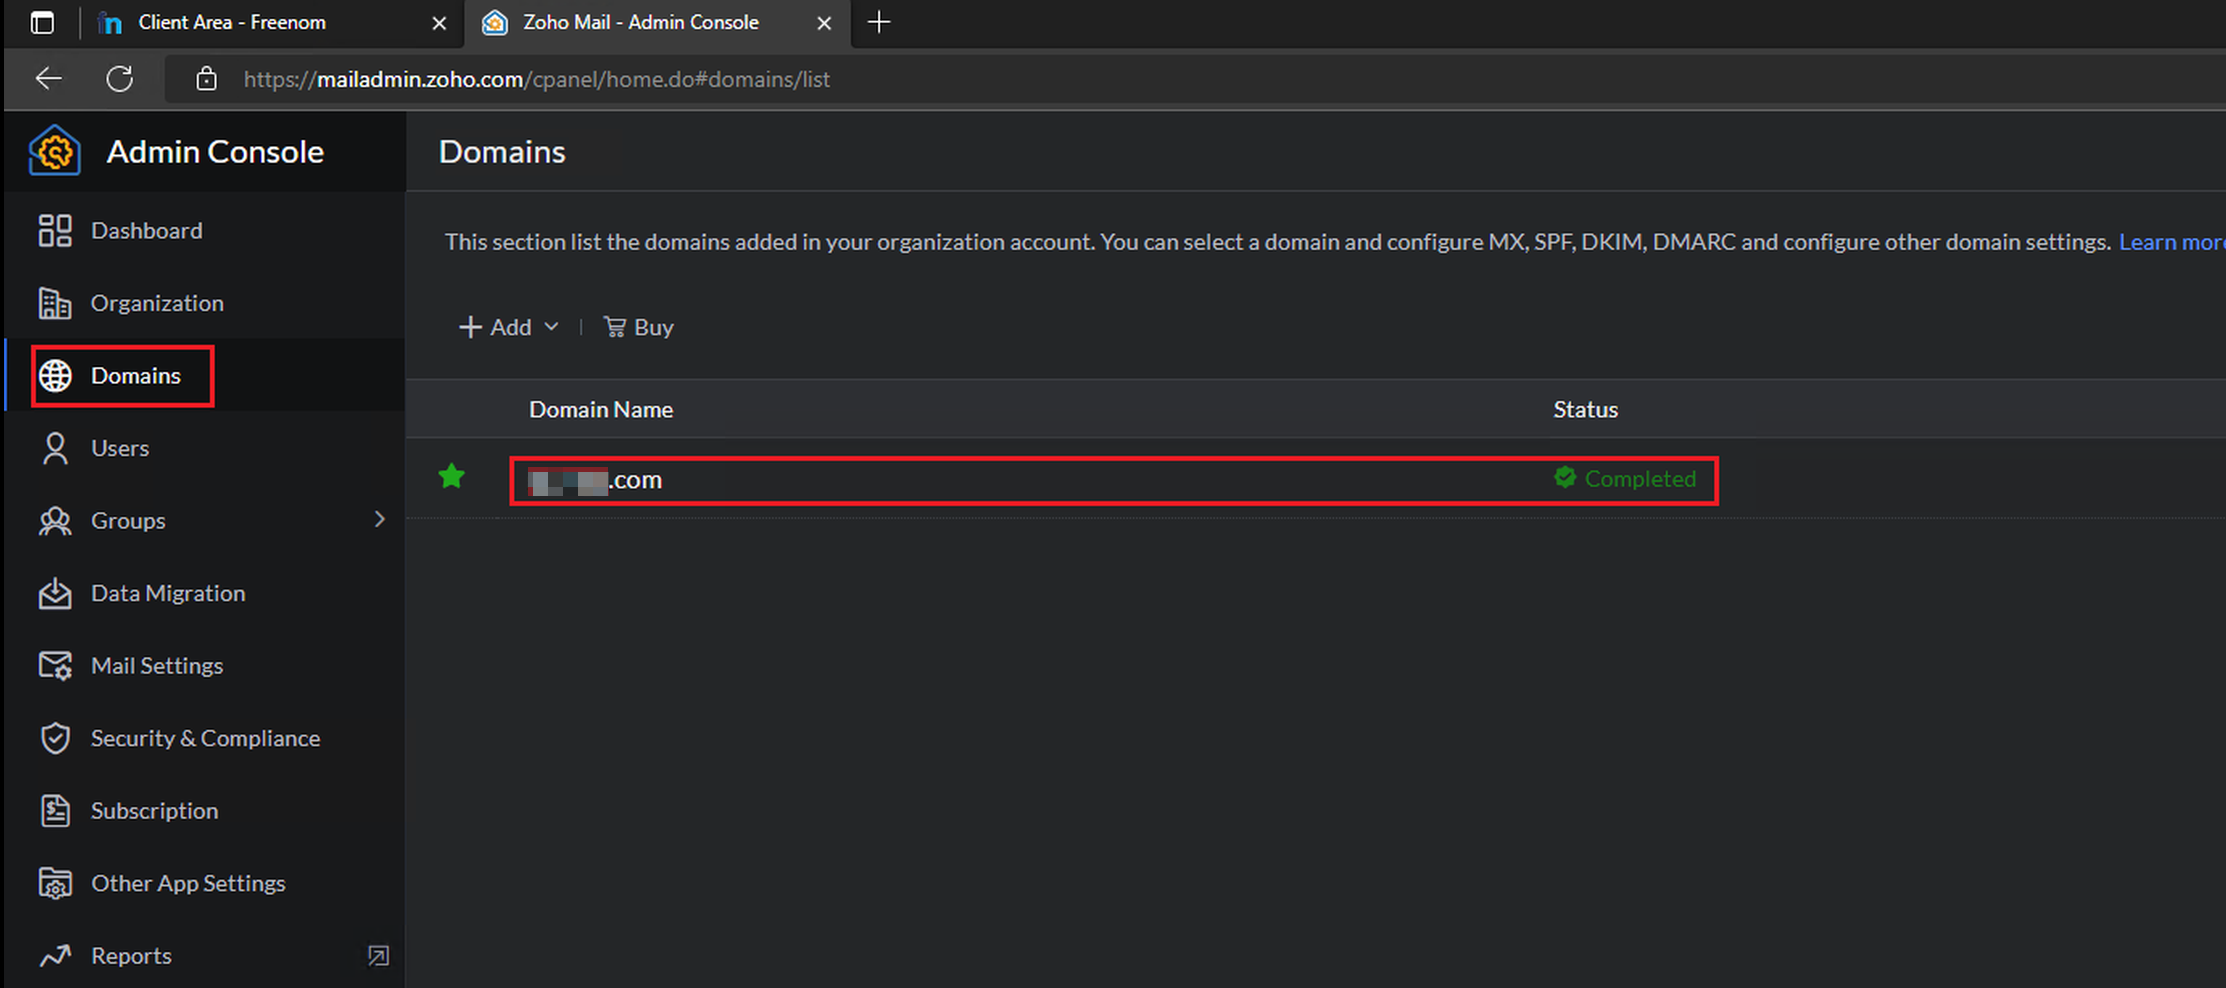 Client Area - Freenom
Zoho Mail - Admin Console
https://mailadmin.zoho.com/cpanel/home.do#domains/list
Admin Console
Domains
Dashboard
Organization
Domains
Users
Groups
Data Migration
Mail Settings
Security & Compliance
Subscription
Other App Settings
Reports
This section list the domains added in your organization account. You can select a domain and configure MX, SPF, DKIM, DMARC and configure other domain settings. Learn more
Add
Buy
Domain Name Status
.com Completed